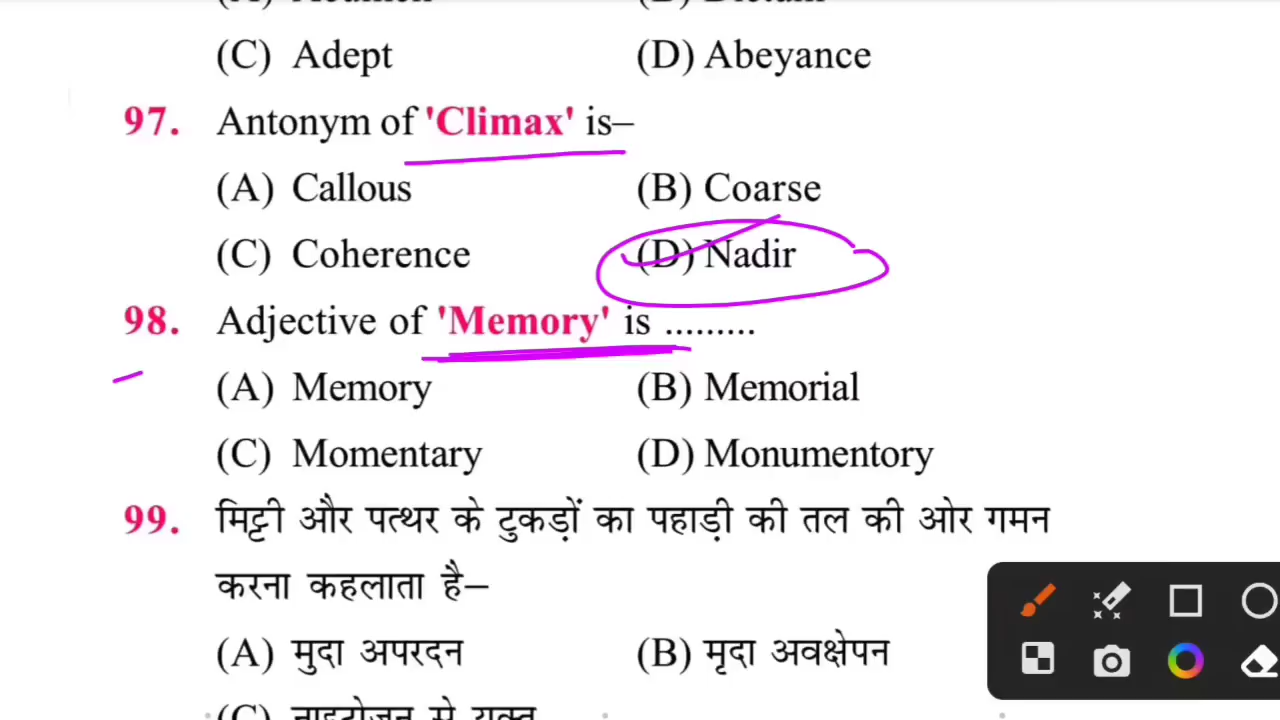 (C) Adept (D) Abeyance
97. Antonym of 'Climax' is–
(A) Callous (B) Coarse
(C) Coherence (D) Nadir
98. Adjective of 'Memory' is .........
(A) Memory (B) Memorial
(C) Momentary (D) Monumentory
99. मिट्टी और पत्थर के टुकड़ों का पहाड़ी की तल की ओर गमन
करना कहलाता है–
(A) मुदा अपरदन (B) मृदा अवक्षेपन